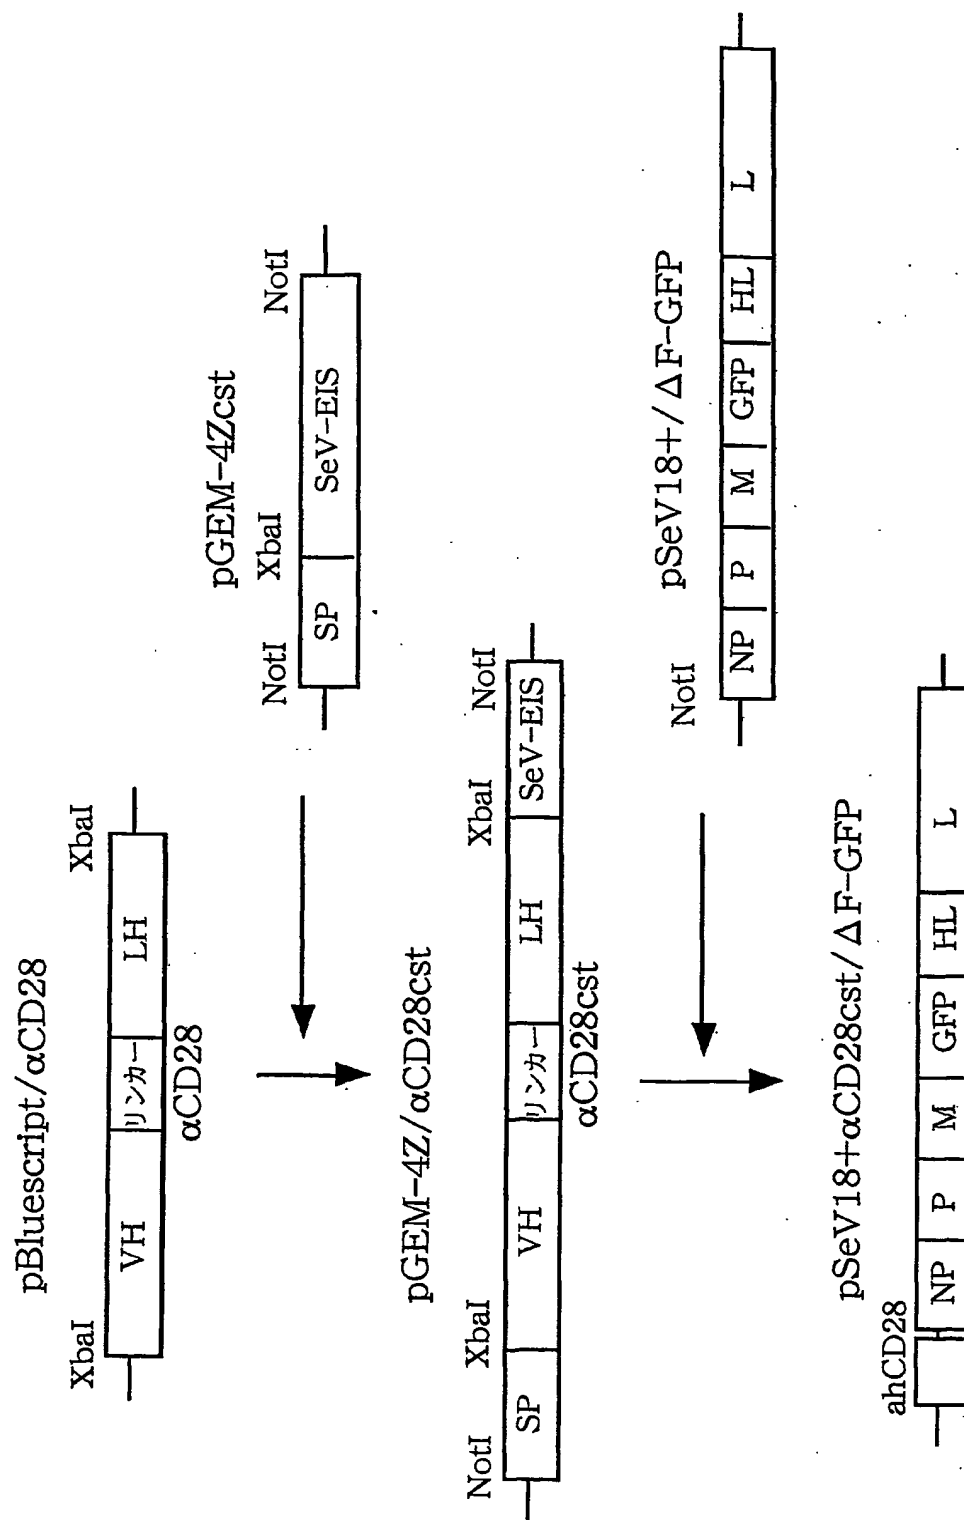 pBluescript/αCD28
XbaI XbaI
VH リンカー LH
αCD28
pGEM-4Zcst
NotI XbaI NotI
SP SeV-EIS
pGEM-4Z/αCD28cst
NotI XbaI XbaI NotI
SP VH リンカー LH SeV-EIS
αCD28cst
pSeV18+/ΔF-GFP
NotI
NP P M GFP HL L
pSeV18+αCD28cst/ΔF-GFP
ahCD28
NP P M GFP HL L